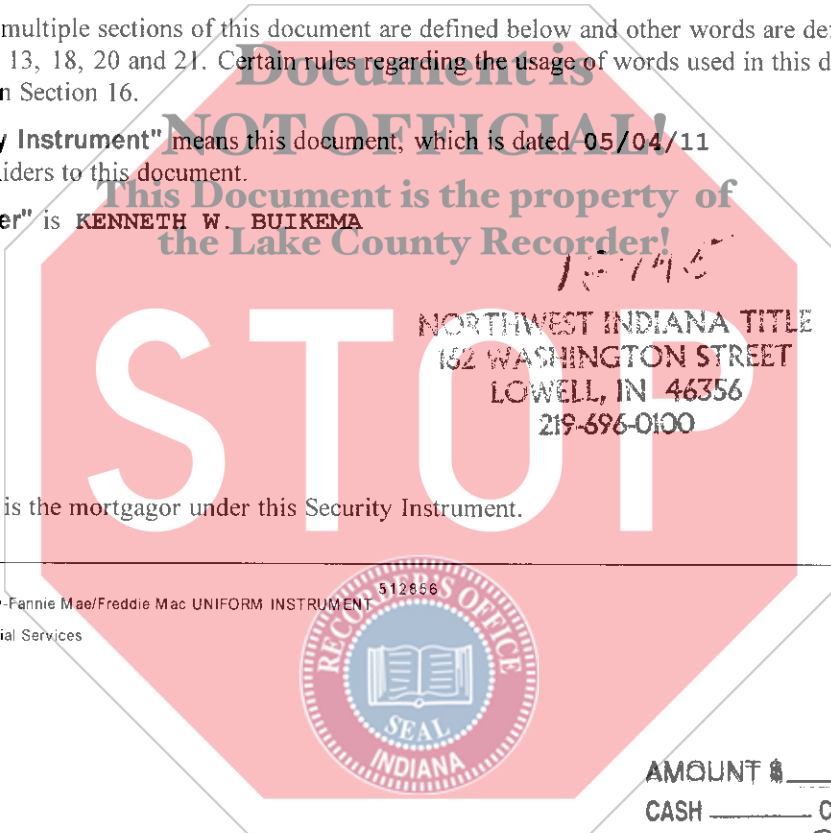 multiple sections of this document are defined below and other words are de
13, 18, 20 and 21. Certain rules regarding the usage of words used in this d
n Section 16.
Document is
NOT OFFICIAL!
This Document is the property of
the Lake County Recorder!
y Instrument" means this document, which is dated 05/04/11
iders to this document.
er" is KENNETH W. BUIKEMA
NORTHWEST INDIANA TITLE
162 WASHINGTON STREET
LOWELL, IN 46356
219-696-0100
STOP
is the mortgagor under this Security Instrument.
-Fannie Mae/Freddie Mac UNIFORM INSTRUMENT 512856
ial Services
RECORDER'S OFFICE
SEAL
INDIANA
AMOUNT $
CASH C